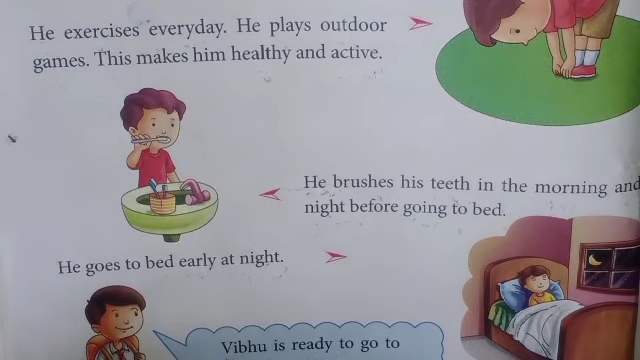 He exercises everyday. He plays outdoor
games. This makes him healthy and active.
He brushes his teeth in the morning and
night before going to bed.
He goes to bed early at night.
Vibhu is ready to go to